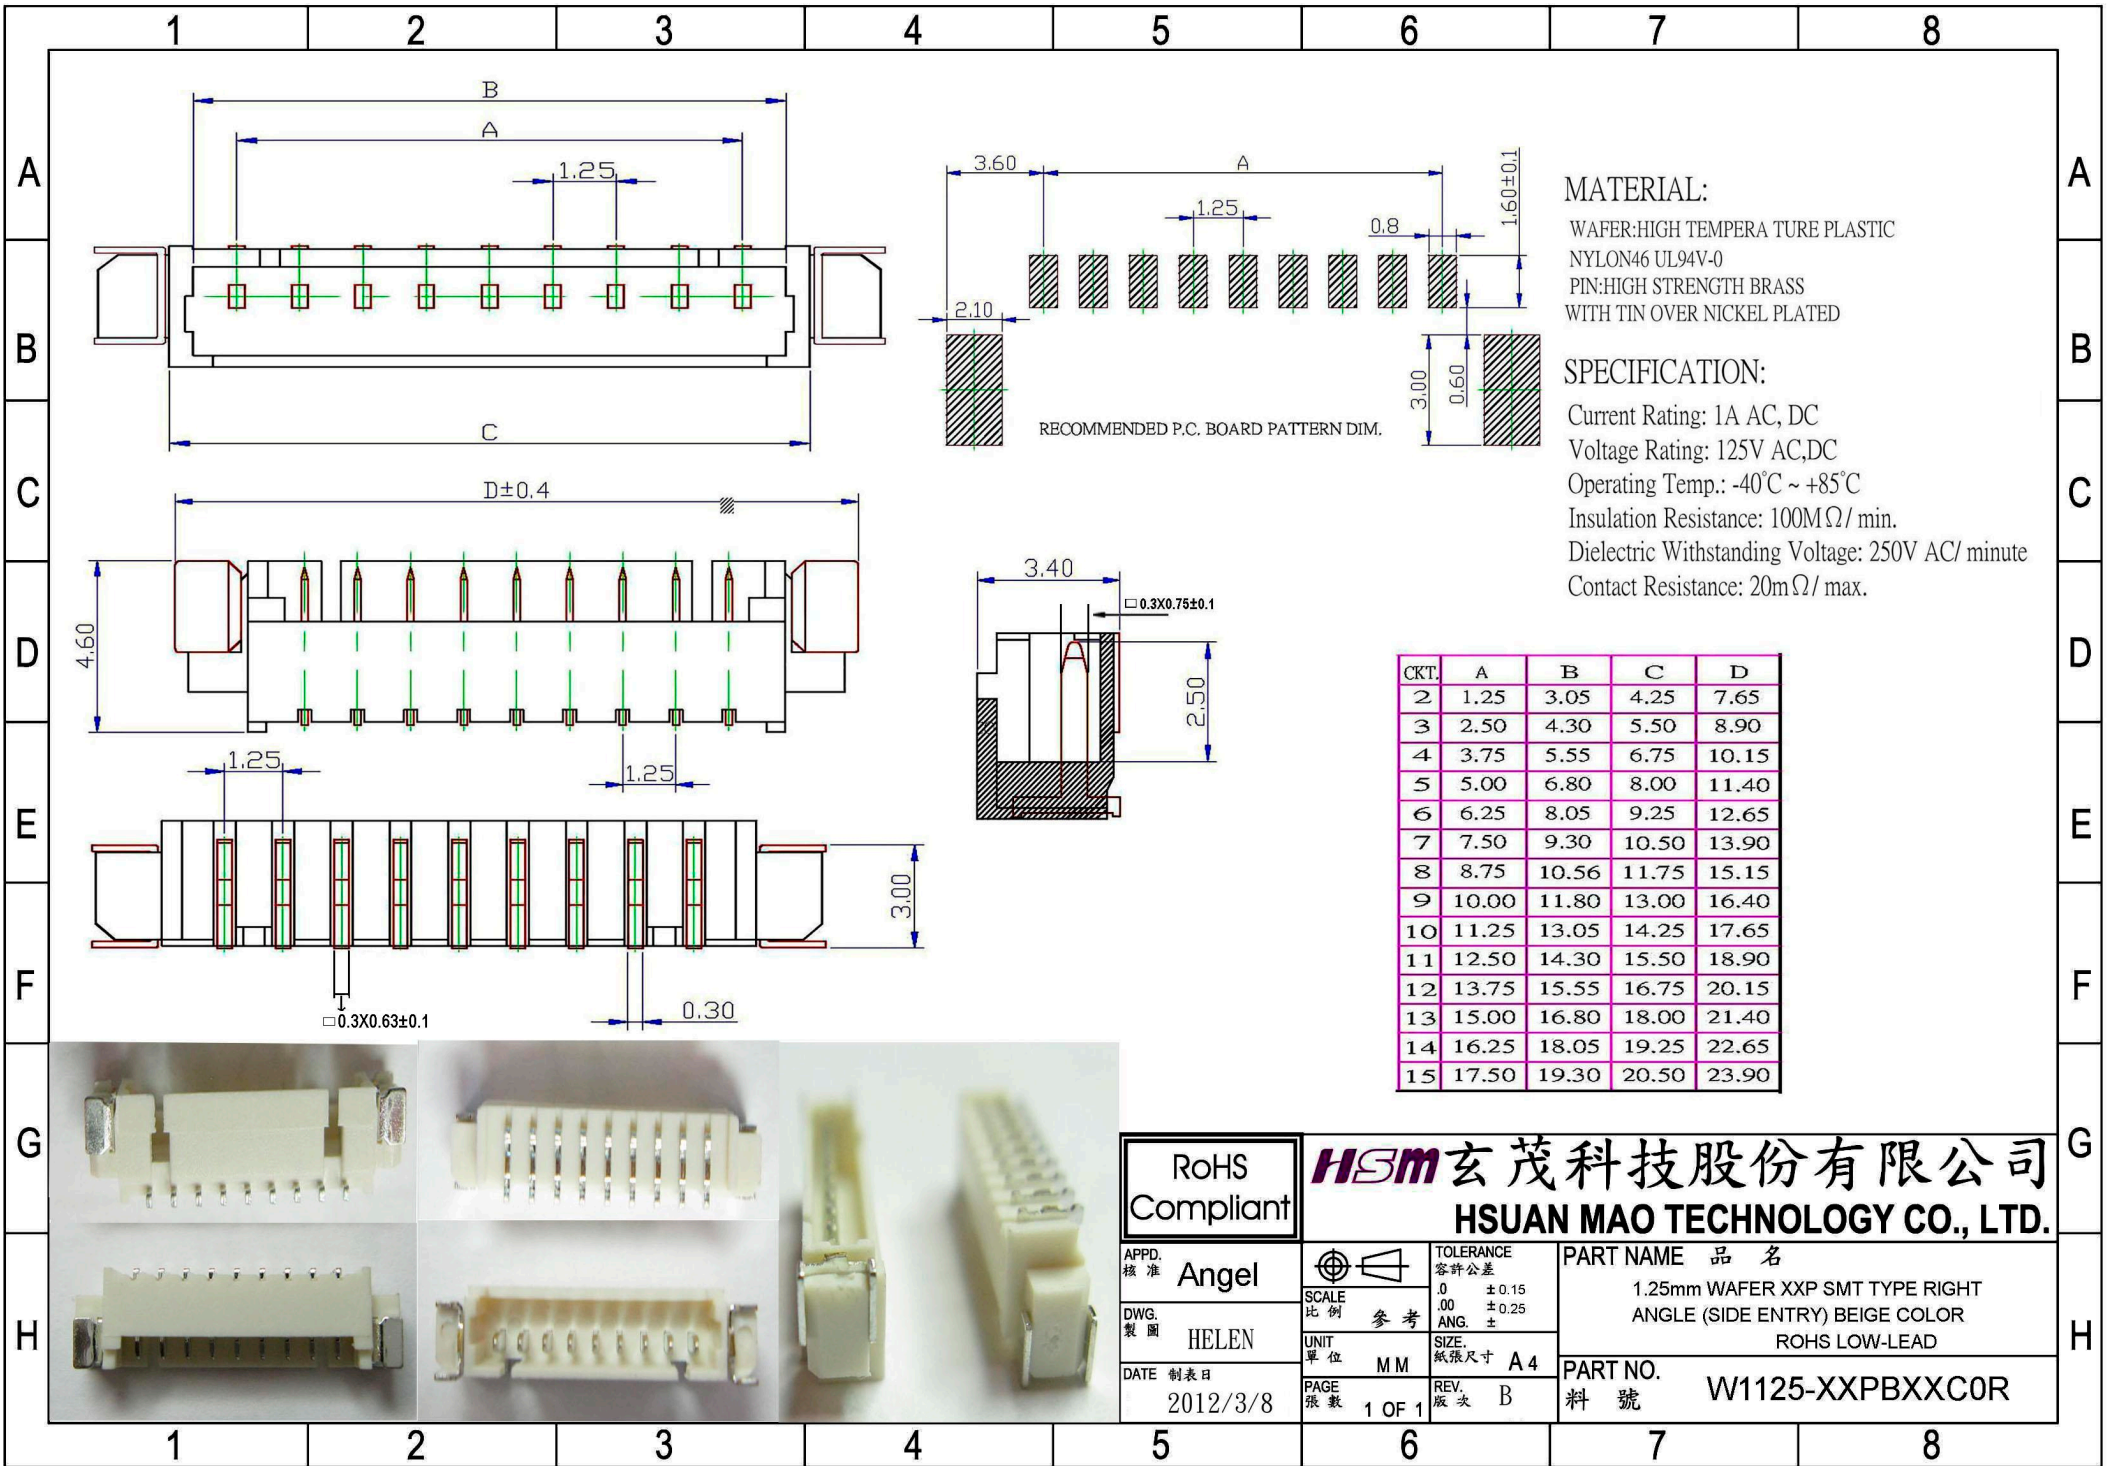 1 2 3 4 5 6 7 8
A
B
C
D
E
F
G
H
B
A
1.25
C
D±0.4
4.60
1.25
1.25
3.00
□0.3X0.63±0.1
0.30
3.60
A
1.25
0.8
1.60±0.1
2.10
3.00
0.60
RECOMMENDED P.C. BOARD PATTERN DIM.
3.40
□0.3X0.75±0.1
2.50
MATERIAL:
WAFER:HIGH TEMPERA TURE PLASTIC
NYLON46 UL94V-0
PIN:HIGH STRENGTH BRASS
WITH TIN OVER NICKEL PLATED
SPECIFICATION:
Current Rating: 1A AC, DC
Voltage Rating: 125V AC,DC
Operating Temp.: -40°C ~ +85°C
Insulation Resistance: 100MΩ/ min.
Dielectric Withstanding Voltage: 250V AC/ minute
Contact Resistance: 20mΩ/ max.
CKT. A B C D
2 1.25 3.05 4.25 7.65
3 2.50 4.30 5.50 8.90
4 3.75 5.55 6.75 10.15
5 5.00 6.80 8.00 11.40
6 6.25 8.05 9.25 12.65
7 7.50 9.30 10.50 13.90
8 8.75 10.56 11.75 15.15
9 10.00 11.80 13.00 16.40
10 11.25 13.05 14.25 17.65
11 12.50 14.30 15.50 18.90
12 13.75 15.55 16.75 20.15
13 15.00 16.80 18.00 21.40
14 16.25 18.05 19.25 22.65
15 17.50 19.30 20.50 23.90
RoHS
Compliant
HSM 玄茂科技股份有限公司
HSUAN MAO TECHNOLOGY CO., LTD.
APPD.
核 准 Angel
DWG.
製 圖 HELEN
DATE 制表日
2012/3/8
SCALE
比 例 參 考
UNIT
單 位 MM
PAGE
張 數 1 OF 1
TOLERANCE
容許公差
.0 ±0.15
.00 ±0.25
ANG. ±
SIZE.
紙張尺寸 A4
REV.
版 次 B
PART NAME 品 名
1.25mm WAFER XXP SMT TYPE RIGHT
ANGLE (SIDE ENTRY) BEIGE COLOR
ROHS LOW-LEAD
PART NO.
料 號 W1125-XXPBXXC0R
A
B
C
D
E
F
G
H
1 2 3 4 5 6 7 8